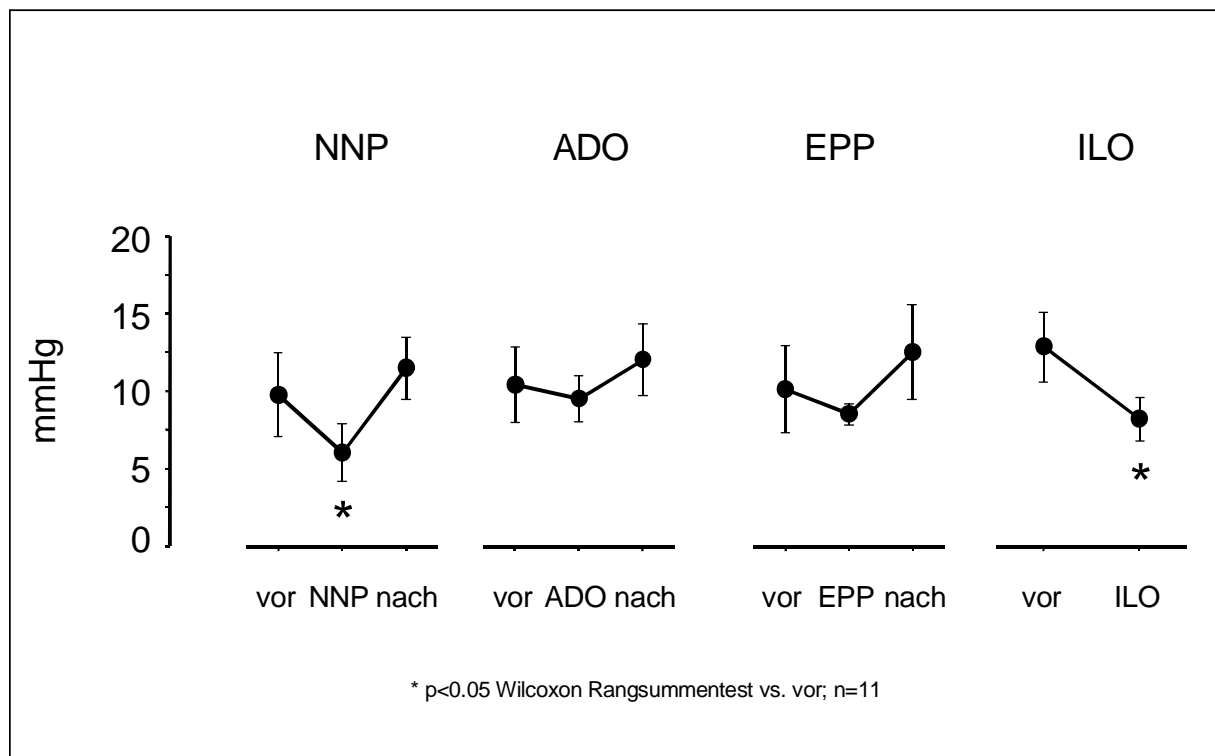 NNP ADO EPP ILO
20
15
10
5
0
mmHg
* *
vor NNP nach vor ADO nach vor EPP nach vor ILO
* p<0.05 Wilcoxon Rangsummentest vs. vor; n=11